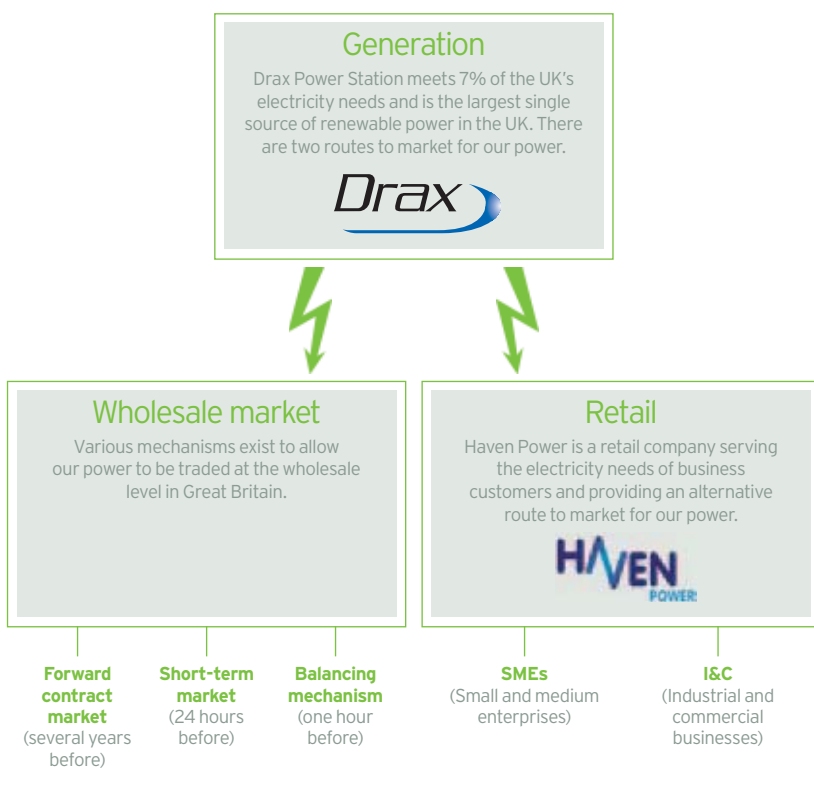 Generation
Drax Power Station meets 7% of the UK's
electricity needs and is the largest single
source of renewable power in the UK. There
are two routes to market for our power.
Drax
Wholesale market
Various mechanisms exist to allow
our power to be traded at the wholesale
level in Great Britain.
Retail
Haven Power is a retail company serving
the electricity needs of business
customers and providing an alternative
route to market for our power.
HAVEN
POWER
Forward
contract
market
(several years
before)
Short-term
market
(24 hours
before)
Balancing
mechanism
(one hour
before)
SMEs
(Small and medium
enterprises)
I&C
(Industrial and
commercial
businesses)